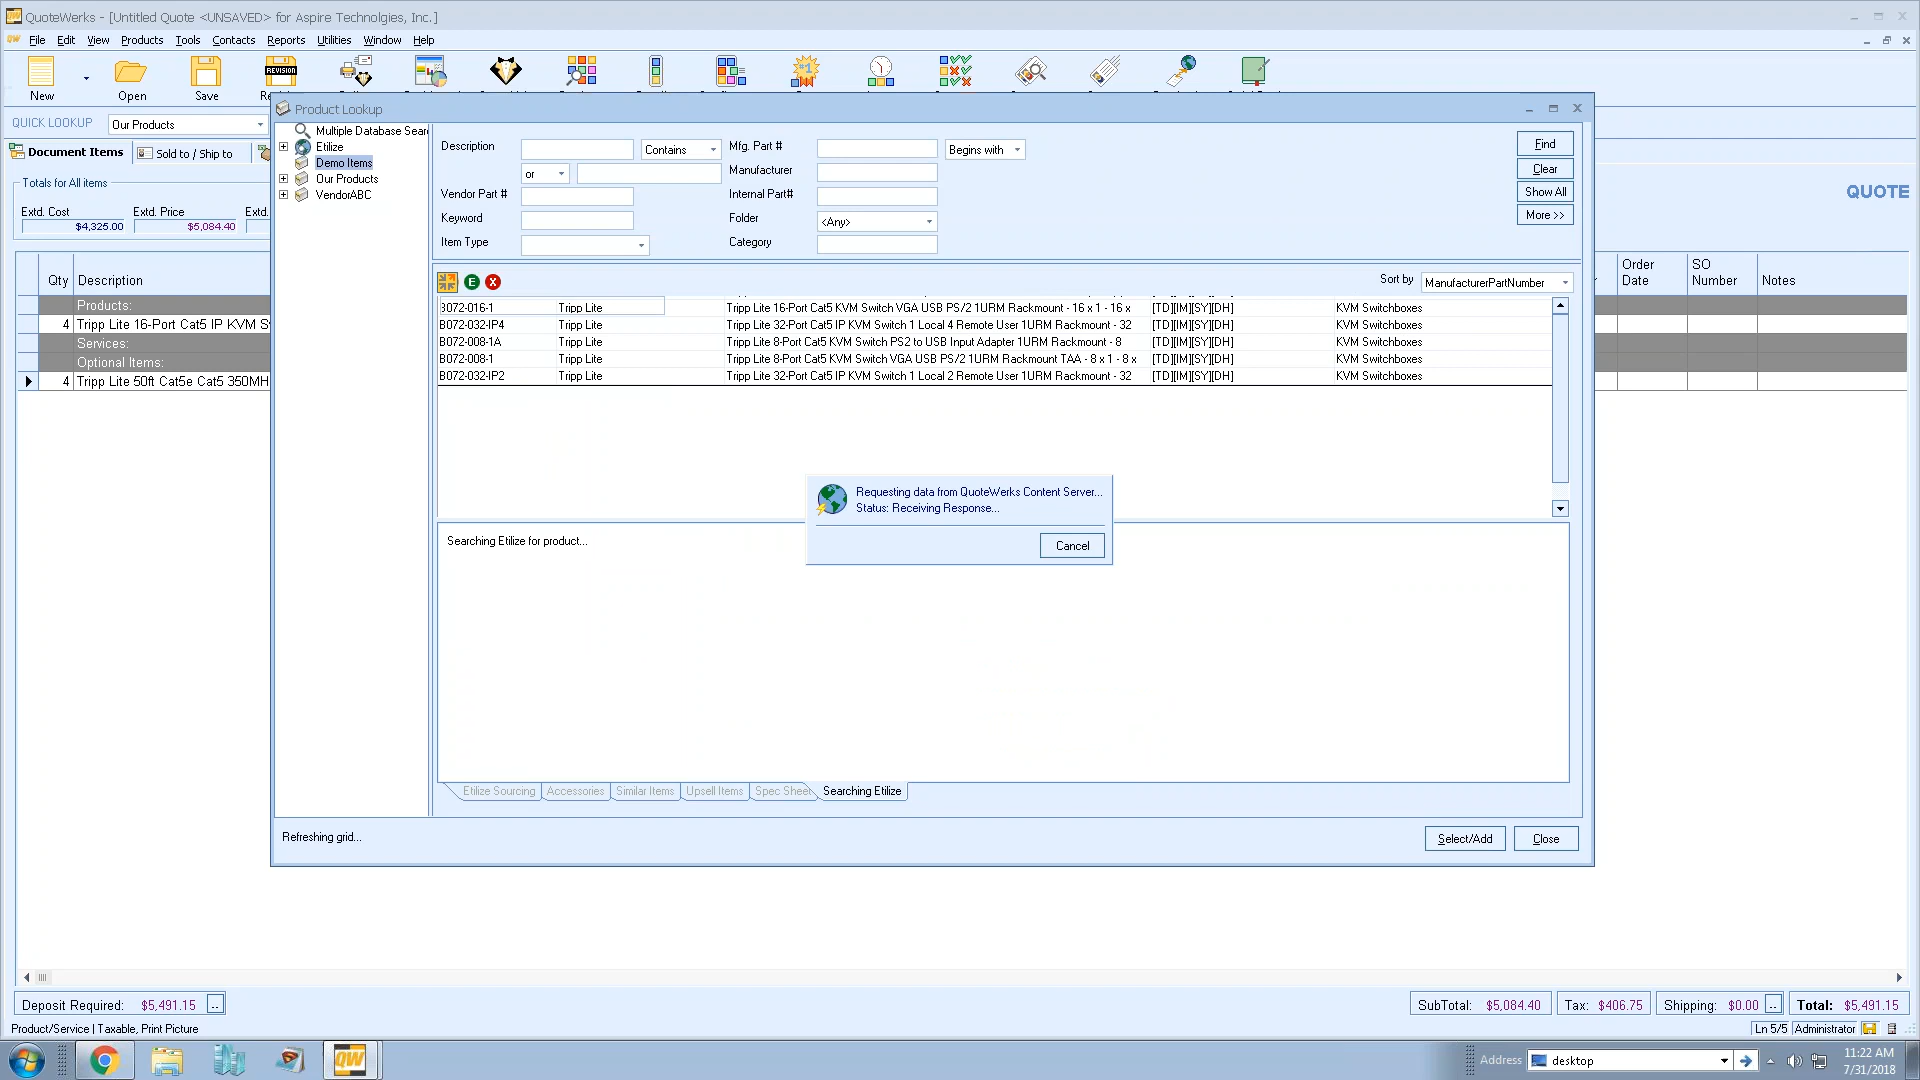 QuoteWerks - [Untitled Quote <UNSAVED> for Aspire Technolgies, Inc.]
File Edit View Products Tools Contacts Reports Utilities Window Help
REVISION
#1
New Open Save
QUICK LOOKUP Our Products
Document Items Sold to / Ship to
Totals for All items
Extd. Cost Extd. Price Extd.
$4,325.00 $5,084.40
QUOTE
Qty Description
Order Date
SO Number
Notes
Products:
4 Tripp Lite 16-Port Cat5 IP KVM S
Services:
Optional Items:
4 Tripp Lite 50ft Cat5e Cat5 350MH
Product Lookup
Multiple Database Sear
Etilize
Demo Items
Our Products
VendorABC
Description Contains Mfg. Part # Begins with
or Manufacturer
Vendor Part # Internal Part#
Keyword Folder <Any>
Item Type Category
Find
Clear
Show All
More >>
E X Sort by ManufacturerPartNumber
B072-016-1 Tripp Lite Tripp Lite 16-Port Cat5 KVM Switch VGA USB PS/2 1URM Rackmount - 16 x 1 - 16 x [TD][IM][SY][DH] KVM Switchboxes
B072-032-IP4 Tripp Lite Tripp Lite 32-Port Cat5 IP KVM Switch 1 Local 4 Remote User 1URM Rackmount - 32 [TD][IM][SY][DH] KVM Switchboxes
B072-008-1A Tripp Lite Tripp Lite 8-Port Cat5 KVM Switch PS2 to USB Input Adapter 1URM Rackmount - 8 [TD][IM][SY][DH] KVM Switchboxes
B072-008-1 Tripp Lite Tripp Lite 8-Port Cat5 KVM Switch VGA USB PS/2 1URM Rackmount TAA - 8 x 1 - 8 x [TD][IM][SY][DH] KVM Switchboxes
B072-032-IP2 Tripp Lite Tripp Lite 32-Port Cat5 IP KVM Switch 1 Local 2 Remote User 1URM Rackmount - 32 [TD][IM][SY][DH] KVM Switchboxes
Requesting data from QuoteWerks Content Server...
Status: Receiving Response...
Cancel
Searching Etilize for product...
Etilize Sourcing Accessories Similar Items Upsell Items Spec Sheet Searching Etilize
Refreshing grid...
Select/Add Close
Deposit Required: $5,491.15 .. SubTotal: $5,084.40 Tax: $406.75 Shipping: $0.00 .. Total: $5,491.15
Product/Service | Taxable, Print Picture Ln 5/5 Administrator
QW Address desktop
11:22 AM
7/31/2018